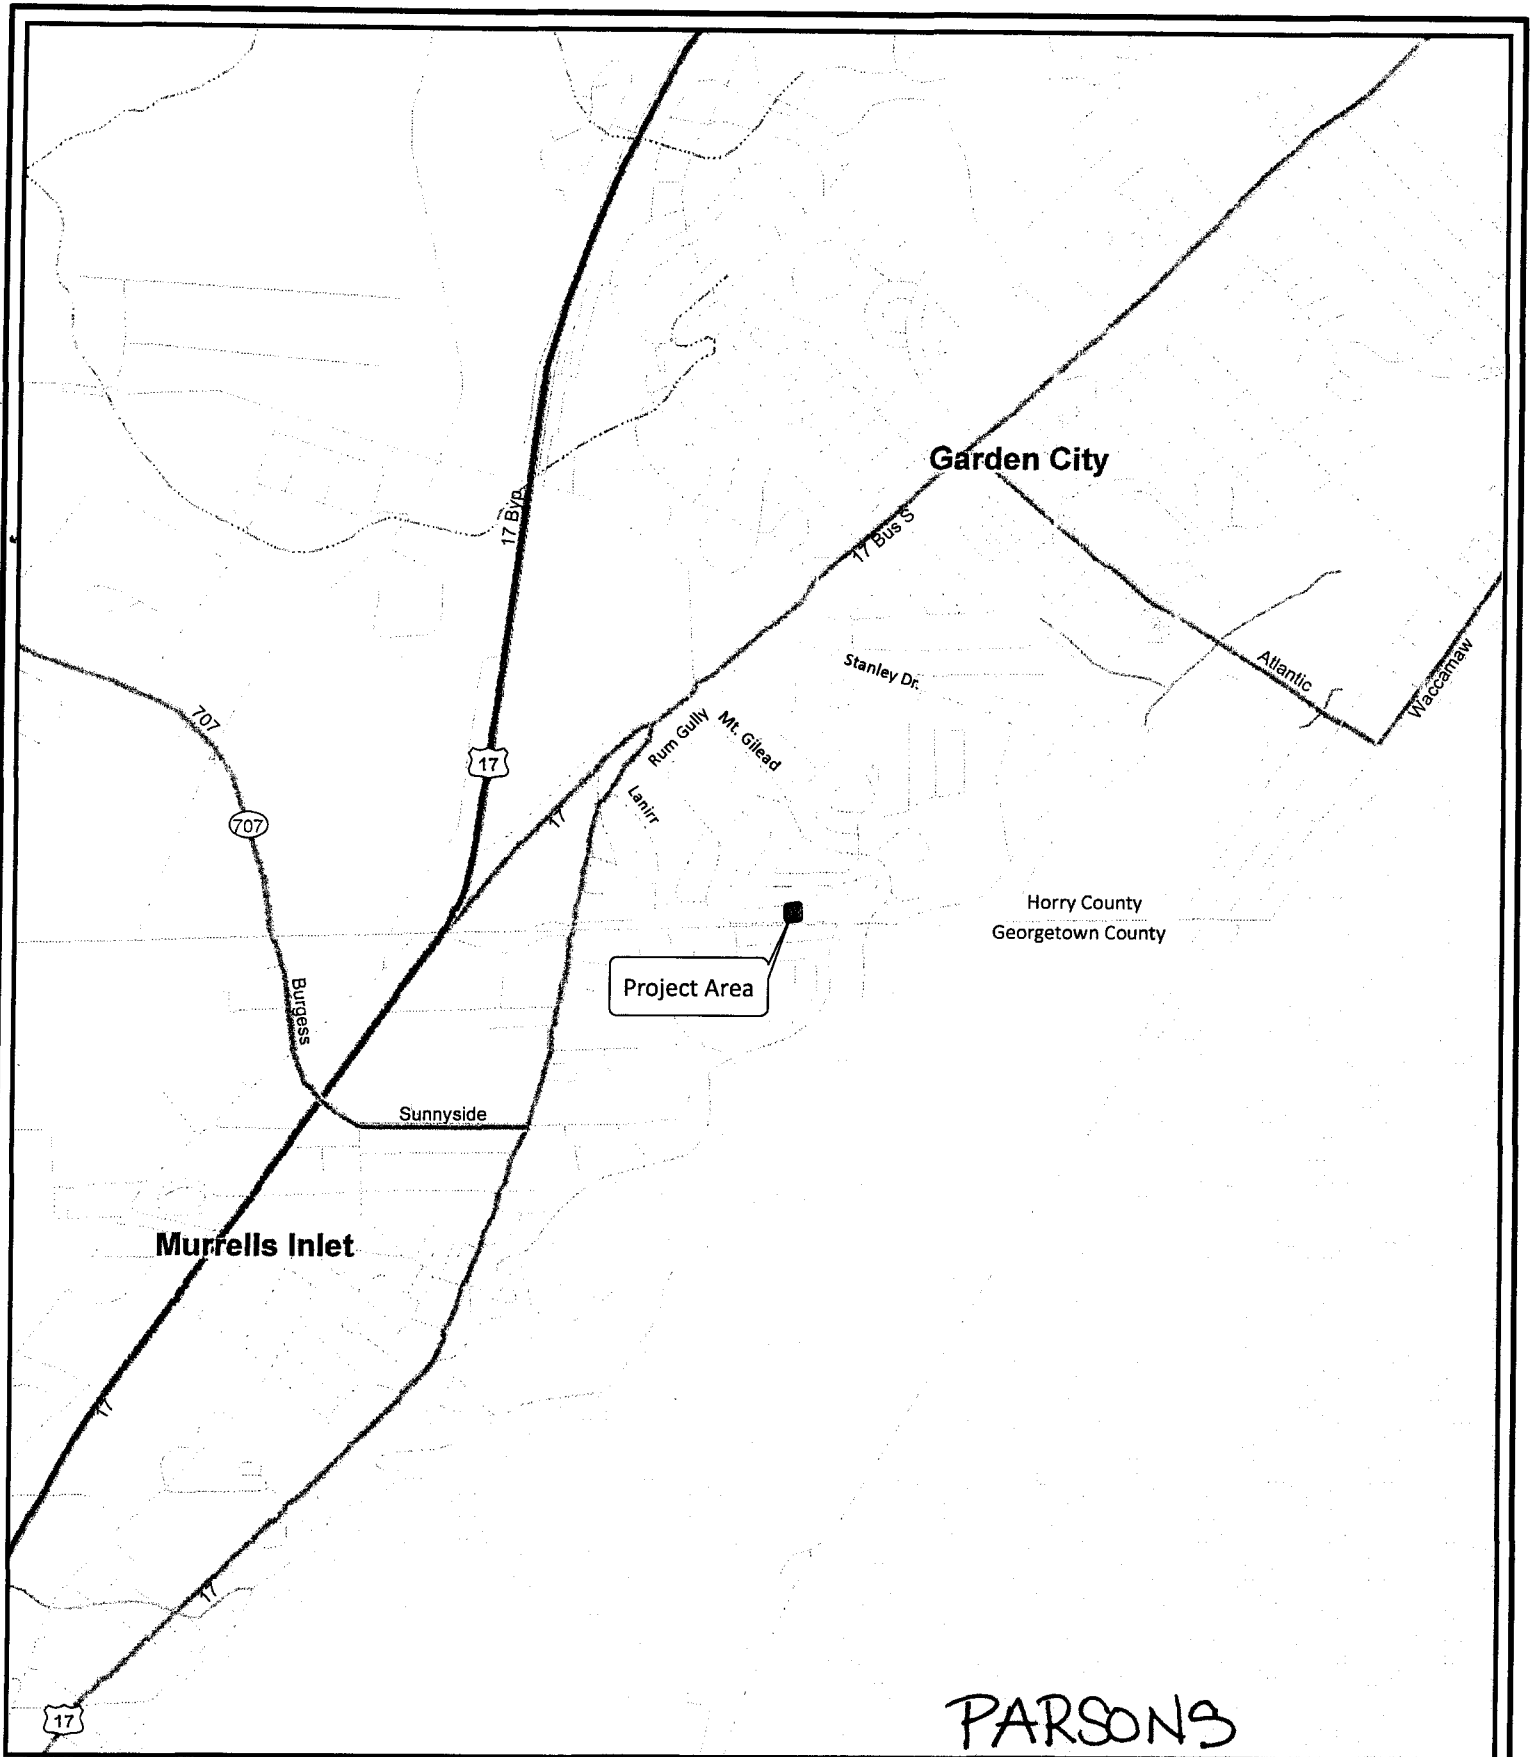 Garden City
17 Byp
17 Bus S
Stanley Dr.
Atlantic
Waccamaw
707
Rum Gully
Mt. Gilead
17
Lanirr
17
707
Horry County
Georgetown County
Project Area
Burgess
Sunnyside
Murrells Inlet
17
17
17
PARSONS